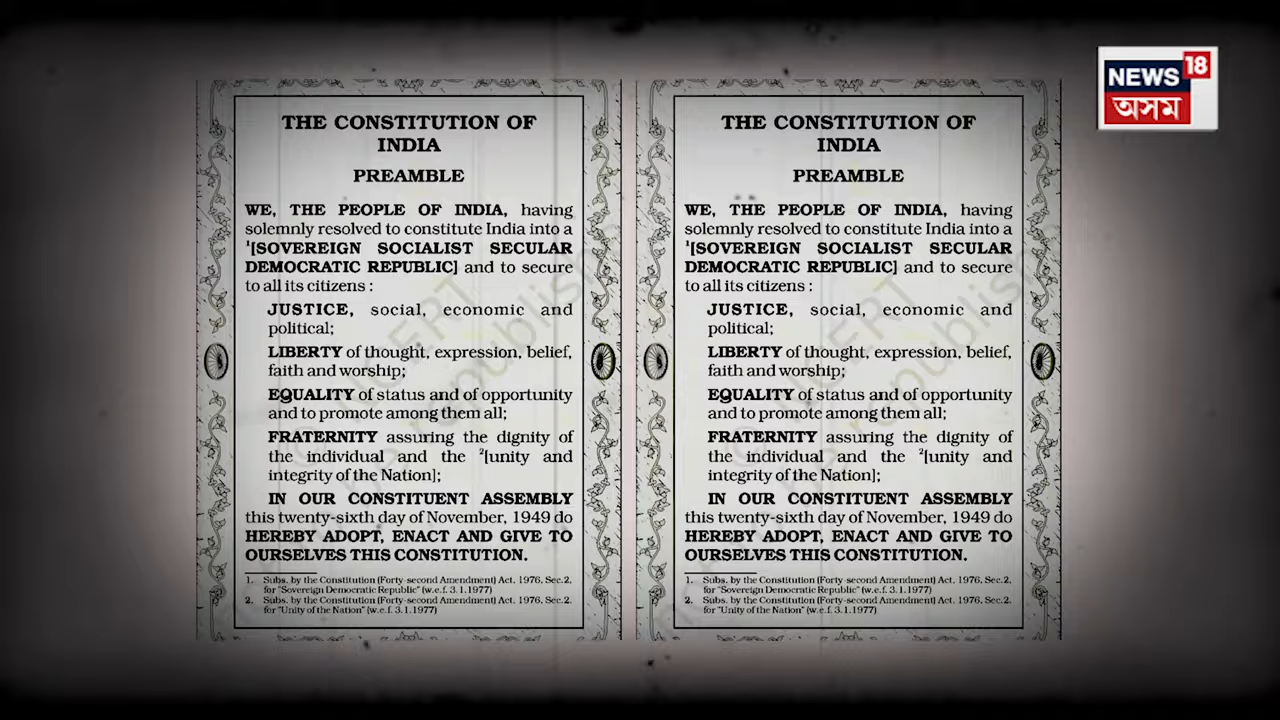 THE CONSTITUTION OF
INDIA
PREAMBLE
WE, THE PEOPLE OF INDIA, having
solemnly resolved to constitute India into a
¹[SOVEREIGN SOCIALIST SECULAR
DEMOCRATIC REPUBLIC] and to secure
to all its citizens :
JUSTICE, social, economic and
political;
LIBERTY of thought, expression, belief,
faith and worship;
EQUALITY of status and of opportunity
and to promote among them all;
FRATERNITY assuring the dignity of
the individual and the ²[unity and
integrity of the Nation];
IN OUR CONSTITUENT ASSEMBLY
this twenty-sixth day of November, 1949 do
HEREBY ADOPT, ENACT AND GIVE TO
OURSELVES THIS CONSTITUTION.
1. Subs. by the Constitution (Forty-second Amendment) Act, 1976, Sec.2,
for "Sovereign Democratic Republic" (w.e.f. 3.1.1977)
2. Subs. by the Constitution (Forty-second Amendment) Act, 1976, Sec.2,
for "Unity of the Nation" (w.e.f. 3.1.1977)
THE CONSTITUTION OF
INDIA
PREAMBLE
WE, THE PEOPLE OF INDIA, having
solemnly resolved to constitute India into a
¹[SOVEREIGN SOCIALIST SECULAR
DEMOCRATIC REPUBLIC] and to secure
to all its citizens :
JUSTICE, social, economic and
political;
LIBERTY of thought, expression, belief,
faith and worship;
EQUALITY of status and of opportunity
and to promote among them all;
FRATERNITY assuring the dignity of
the individual and the ²[unity and
integrity of the Nation];
IN OUR CONSTITUENT ASSEMBLY
this twenty-sixth day of November, 1949 do
HEREBY ADOPT, ENACT AND GIVE TO
OURSELVES THIS CONSTITUTION.
1. Subs. by the Constitution (Forty-second Amendment) Act, 1976, Sec.2,
for "Sovereign Democratic Republic" (w.e.f. 3.1.1977)
2. Subs. by the Constitution (Forty-second Amendment) Act, 1976, Sec.2,
for "Unity of the Nation" (w.e.f. 3.1.1977)
NEWS 18
অসম